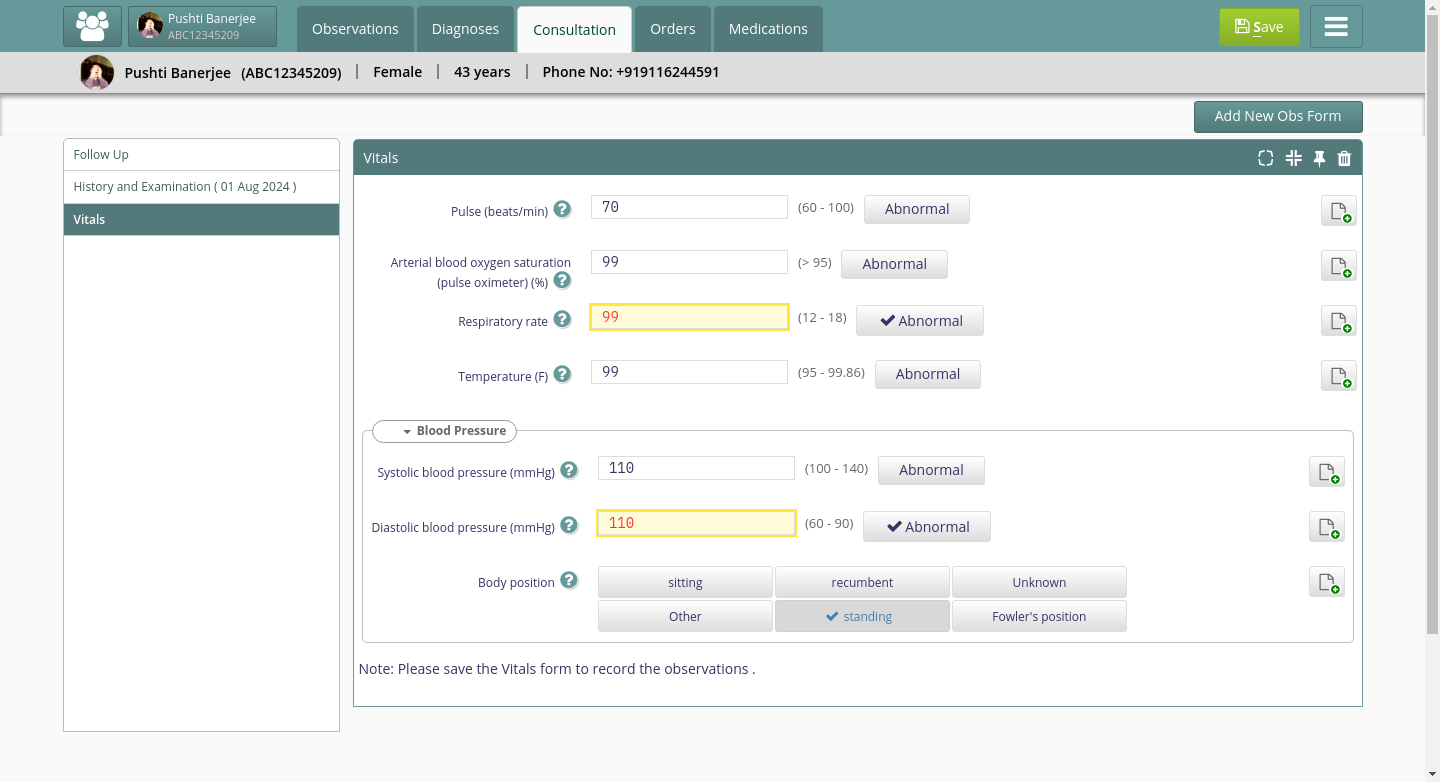 Pushti Banerjee
ABC12345209
Observations
Diagnoses
Consultation
Orders
Medications
Save
Pushti Banerjee (ABC12345209) | Female | 43 years | Phone No: +919116244591
Add New Obs Form
Follow Up
History and Examination ( 01 Aug 2024 )
Vitals
Vitals
Pulse (beats/min) ? 70 (60 - 100) Abnormal
Arterial blood oxygen saturation
(pulse oximeter) (%) ? 99 (> 95) Abnormal
Respiratory rate ? 99 (12 - 18) Abnormal
Temperature (F) ? 99 (95 - 99.86) Abnormal
Blood Pressure
Systolic blood pressure (mmHg) ? 110 (100 - 140) Abnormal
Diastolic blood pressure (mmHg) ? 110 (60 - 90) Abnormal
Body position ? sitting recumbent Unknown
Other standing Fowler's position
Note: Please save the Vitals form to record the observations .